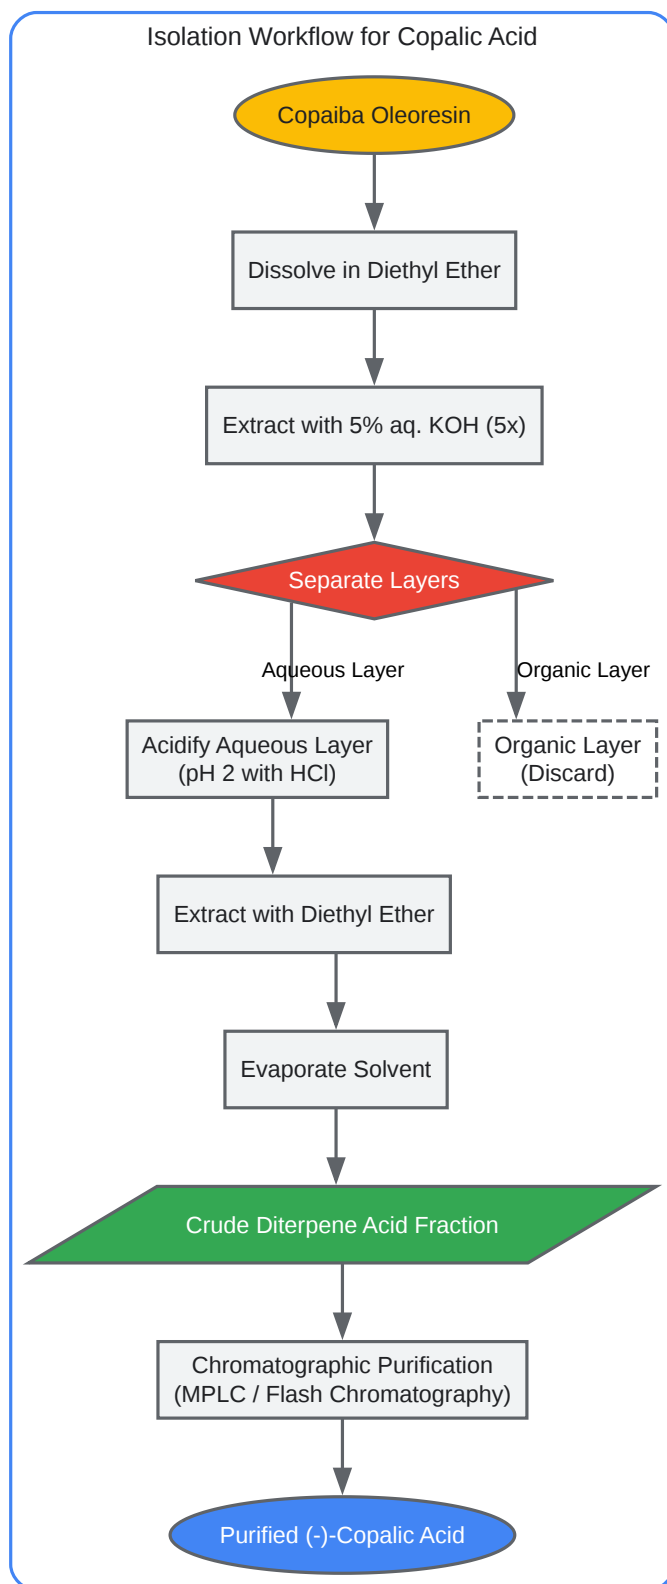 Isolation Workflow for Copalic Acid
Copaiba Oleoresin
Dissolve in Diethyl Ether
Extract with 5% aq. KOH (5x)
Separate Layers
Aqueous Layer
Organic Layer
Acidify Aqueous Layer
(pH 2 with HCl)
Organic Layer
(Discard)
Extract with Diethyl Ether
Evaporate Solvent
Crude Diterpene Acid Fraction
Chromatographic Purification
(MPLC / Flash Chromatography)
Purified (-)-Copalic Acid